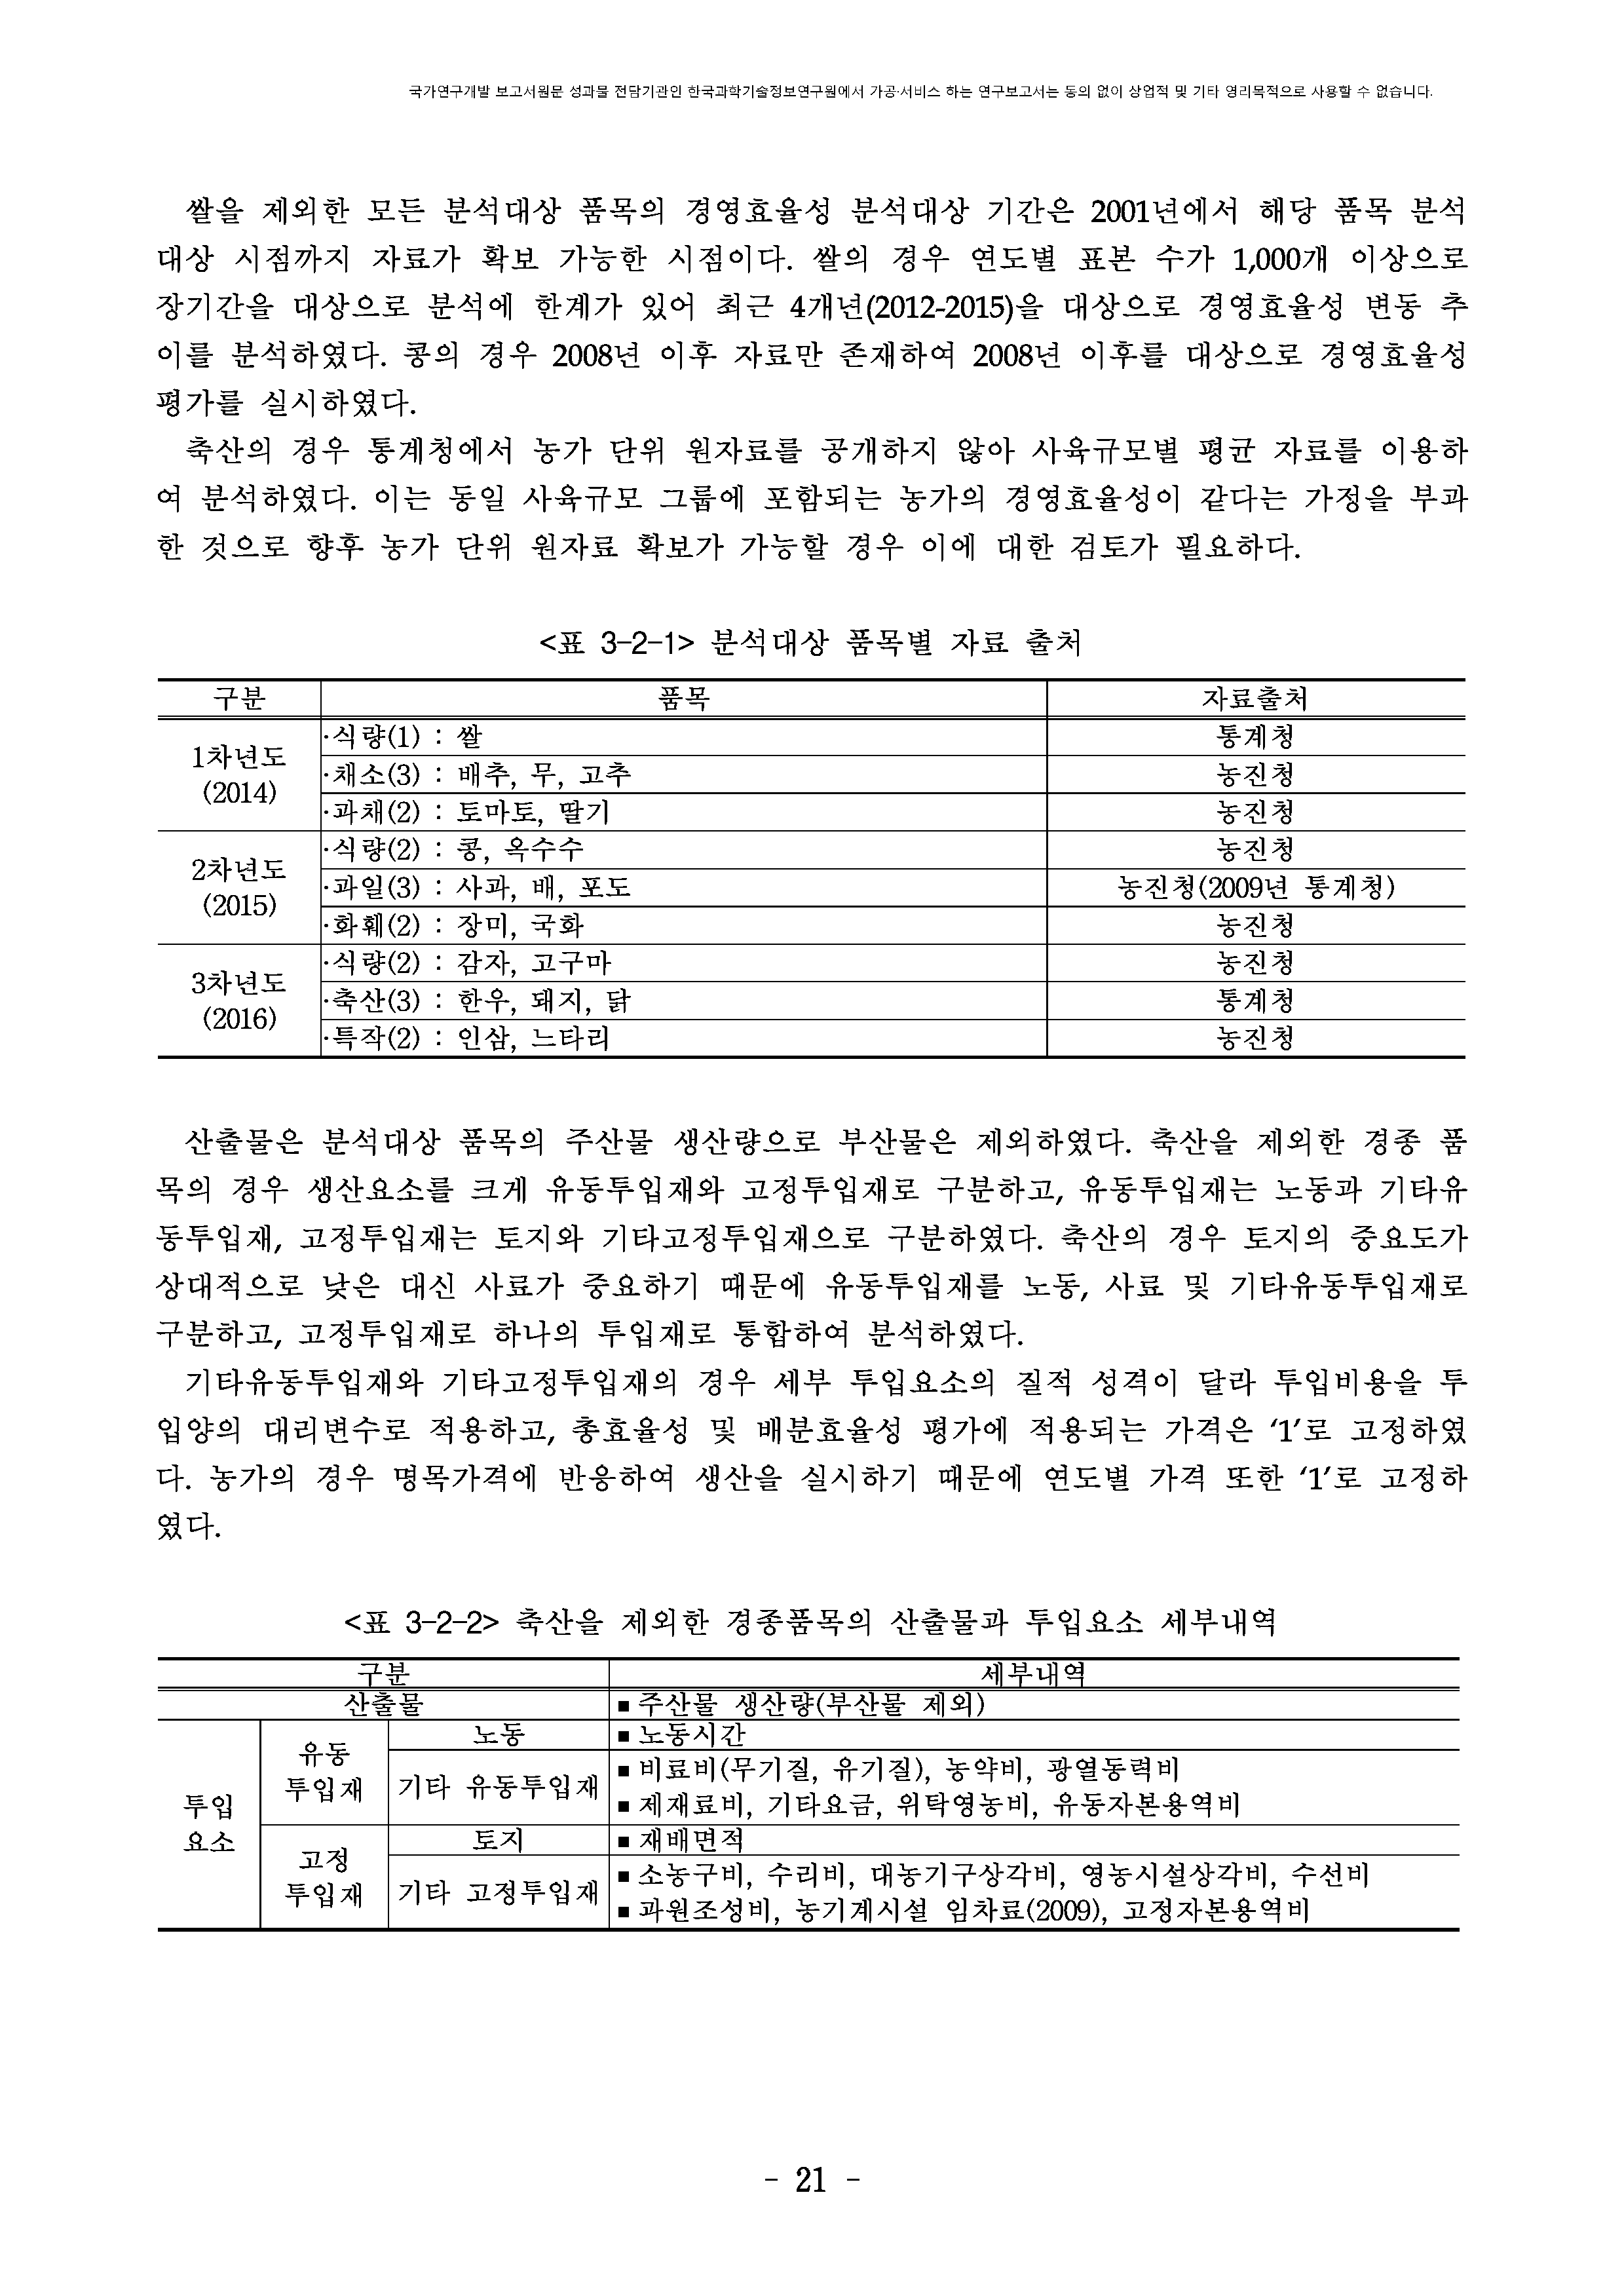 국가연구개발 보고서원문 성과물 전담기관인 한국과학기술정보연구원에서 가공·서비스 하는 연구보고서는 동의 없이 상업적 및 기타 영리목적으로 사용할 수 없습니다.
쌀을 제외한 모든 분석대상 품목의 경영효율성 분석대상 기간은 2001년에서 해당 품목 분석
대상 시점까지 자료가 확보 가능한 시점이다. 쌀의 경우 연도별 표본 수가 1,000개 이상으로
장기간을 대상으로 분석에 한계가 있어 최근 4개년(2012-2015)을 대상으로 경영효율성 변동 추
이를 분석하였다. 콩의 경우 2008년 이후 자료만 존재하여 2008년 이후를 대상으로 경영효율성
평가를 실시하였다.
축산의 경우 통계청에서 농가 단위 원자료를 공개하지 않아 사육규모별 평균 자료를 이용하
여 분석하였다. 이는 동일 사육규모 그룹에 포함되는 농가의 경영효율성이 같다는 가정을 부과
한 것으로 향후 농가 단위 원자료 확보가 가능할 경우 이에 대한 검토가 필요하다.
<표 3-2-1> 분석대상 품목별 자료 출처
구분 품목 자료출처
1차년도 (2014) ·식량(1) : 쌀 통계청
·채소(3) : 배추, 무, 고추 농진청
·과채(2) : 토마토, 딸기 농진청
2차년도 (2015) ·식량(2) : 콩, 옥수수 농진청
·과일(3) : 사과, 배, 포도 농진청(2009년 통계청)
·화훼(2) : 장미, 국화 농진청
3차년도 (2016) ·식량(2) : 감자, 고구마 농진청
·축산(3) : 한우, 돼지, 닭 통계청
·특작(2) : 인삼, 느타리 농진청
산출물은 분석대상 품목의 주산물 생산량으로 부산물은 제외하였다. 축산을 제외한 경종 품
목의 경우 생산요소를 크게 유동투입재와 고정투입재로 구분하고, 유동투입재는 노동과 기타유
동투입재, 고정투입재는 토지와 기타고정투입재으로 구분하였다. 축산의 경우 토지의 중요도가
상대적으로 낮은 대신 사료가 중요하기 때문에 유동투입재를 노동, 사료 및 기타유동투입재로
구분하고, 고정투입재로 하나의 투입재로 통합하여 분석하였다.
기타유동투입재와 기타고정투입재의 경우 세부 투입요소의 질적 성격이 달라 투입비용을 투
입양의 대리변수로 적용하고, 총효율성 및 배분효율성 평가에 적용되는 가격은 '1'로 고정하였
다. 농가의 경우 명목가격에 반응하여 생산을 실시하기 때문에 연도별 가격 또한 '1'로 고정하
였다.
<표 3-2-2> 축산을 제외한 경종품목의 산출물과 투입요소 세부내역
구분 세부내역
산출물 ■ 주산물 생산량(부산물 제외)
투입 요소 유동 투입재 노동 ■ 노동시간
기타 유동투입재 ■ 비료비(무기질, 유기질), 농약비, 광열동력비
■ 제재료비, 기타요금, 위탁영농비, 유동자본용역비
고정 투입재 토지 ■ 재배면적
기타 고정투입재 ■ 소농구비, 수리비, 대농기구상각비, 영농시설상각비, 수선비
■ 과원조성비, 농기계시설 임차료(2009), 고정자본용역비
- 21 -